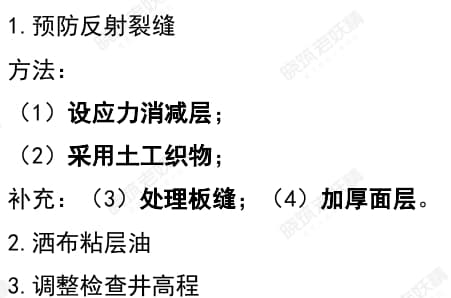 1.预防反射裂缝
方法：
（1）设应力消减层；
（2）采用土工织物；
补充：（3）处理板缝；（4）加厚面层。
2.洒布粘层油
3.调整检查井高程